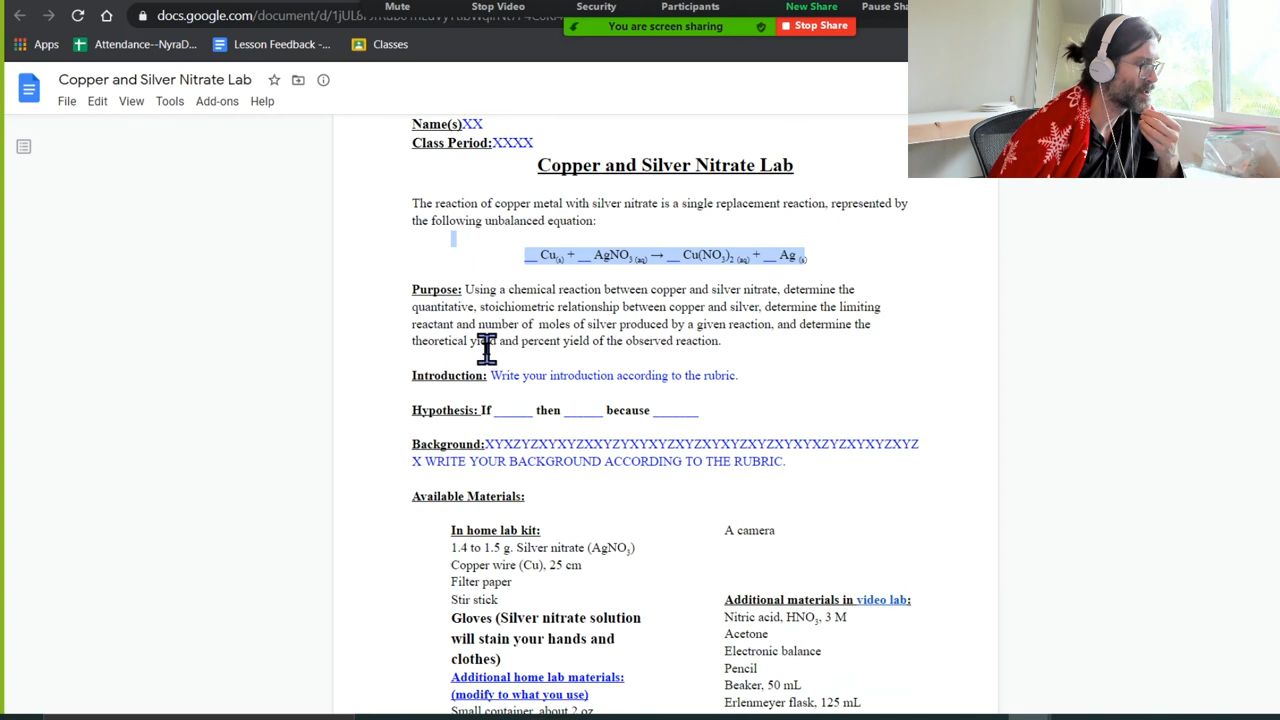 docs.google.com/document/d/1jUL
Mute
Stop Video
Security
Participants
New Share
Pause Sh
You are screen sharing
Stop Share
Apps
Attendance--NyraD...
Lesson Feedback -...
Classes
Copper and Silver Nitrate Lab
File Edit View Tools Add-ons Help
Name(s)XX
Class Period:XXXX
Copper and Silver Nitrate Lab
The reaction of copper metal with silver nitrate is a single replacement reaction, represented by
the following unbalanced equation:
__ Cu(s) + __ AgNO3 (aq) → __ Cu(NO3)2 (aq) + __ Ag (s)
Purpose: Using a chemical reaction between copper and silver nitrate, determine the
quantitative, stoichiometric relationship between copper and silver, determine the limiting
reactant and number of moles of silver produced by a given reaction, and determine the
theoretical yield and percent yield of the observed reaction.
Introduction: Write your introduction according to the rubric.
Hypothesis: If ______ then ______ because _______
Background:XYXZYZXYXYZXXYZYXYXYZXYZXYXYZXYZXYXYXZYZXYXYZXYZ
X WRITE YOUR BACKGROUND ACCORDING TO THE RUBRIC.
Available Materials:
In home lab kit:
1.4 to 1.5 g. Silver nitrate (AgNO3)
Copper wire (Cu), 25 cm
Filter paper
Stir stick
Gloves (Silver nitrate solution
will stain your hands and
clothes)
Additional home lab materials:
(modify to what you use)
Small container, about 2 oz
A camera
Additional materials in video lab:
Nitric acid, HNO3, 3 M
Acetone
Electronic balance
Pencil
Beaker, 50 mL
Erlenmeyer flask, 125 mL